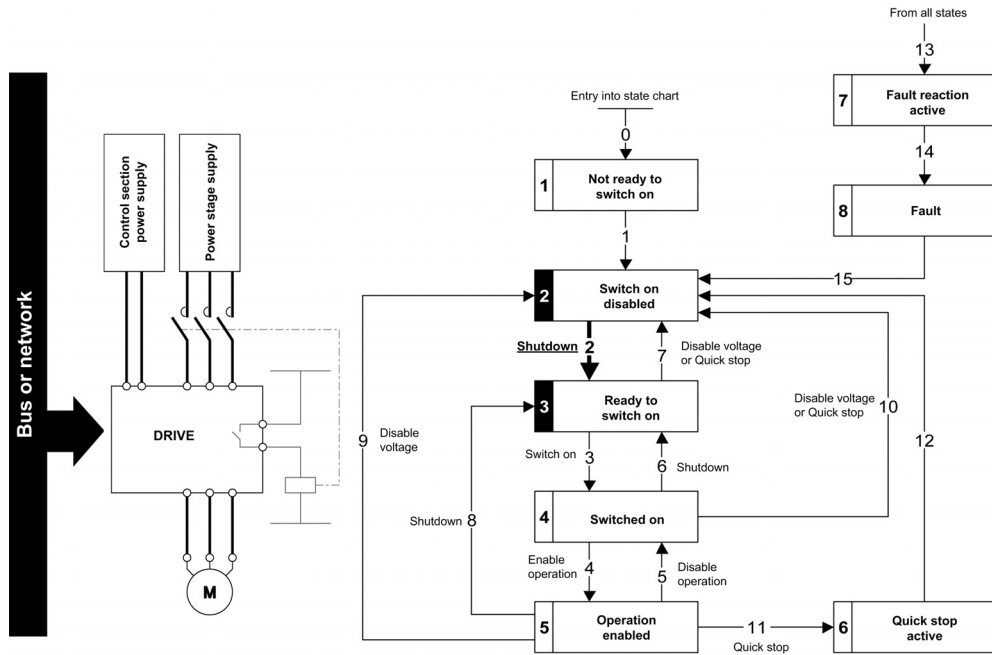 From all states
13
7
Fault reaction
active
14
8
Fault
15
Entry into state chart
0
1
Not ready to
switch on
1
2
Switch on
disabled
Shutdown 2
7
Disable voltage
or Quick stop
3
Ready to
switch on
Switch on 3
6 Shutdown
4
Switched on
Enable
operation
4
5
Disable
operation
5
Operation
enabled
11
Quick stop
6
Quick stop
active
12
Disable voltage
or Quick stop
10
9
Disable
voltage
Shutdown 8
Bus or network
Control section
power supply
Power stage supply
DRIVE
M